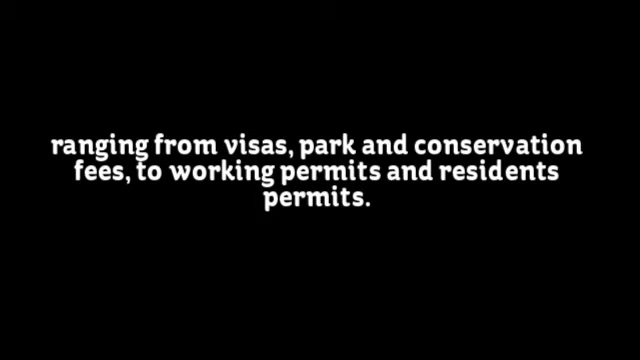 ranging from visas, park and conservation
fees, to working permits and residents
permits.